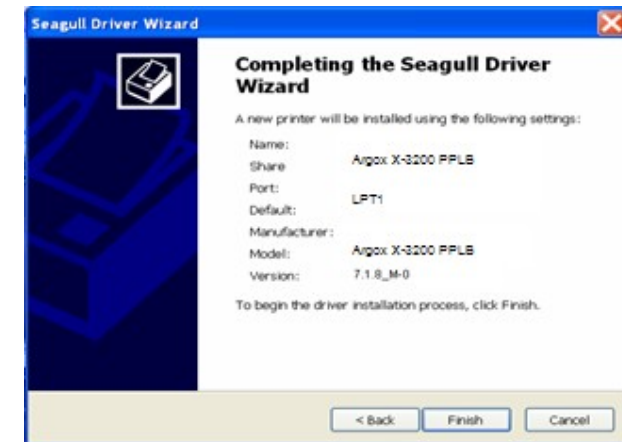 Seagull Driver Wizard
Completing the Seagull Driver
Wizard
A new printer will be installed using the following settings:
Name:
Share Argox X-3200 PPLB
Port:
LPT1
Default:
Manufacturer:
Model: Argox X-3200 PPLB
Version: 7.1.8_M-0
To begin the driver installation process, click Finish.
< Back Finish Cancel